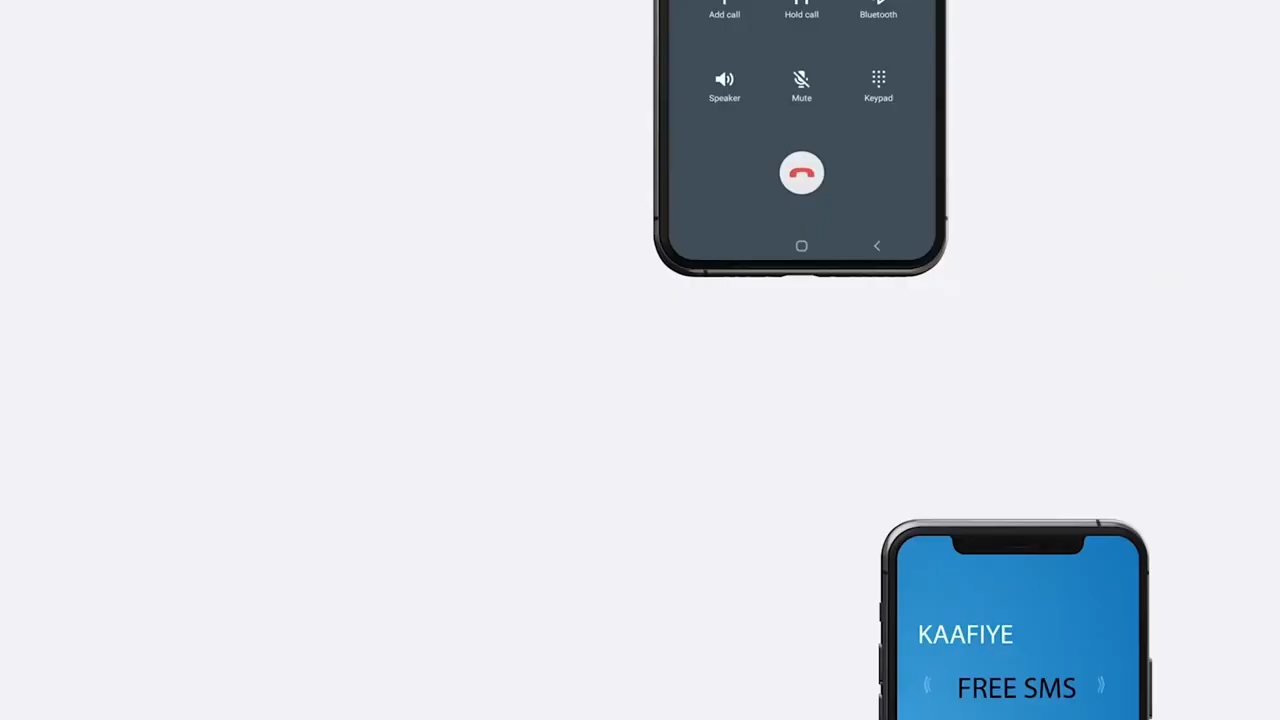 Add call Hold call Bluetooth
Speaker Mute Keypad
KAAFIYE
FREE SMS